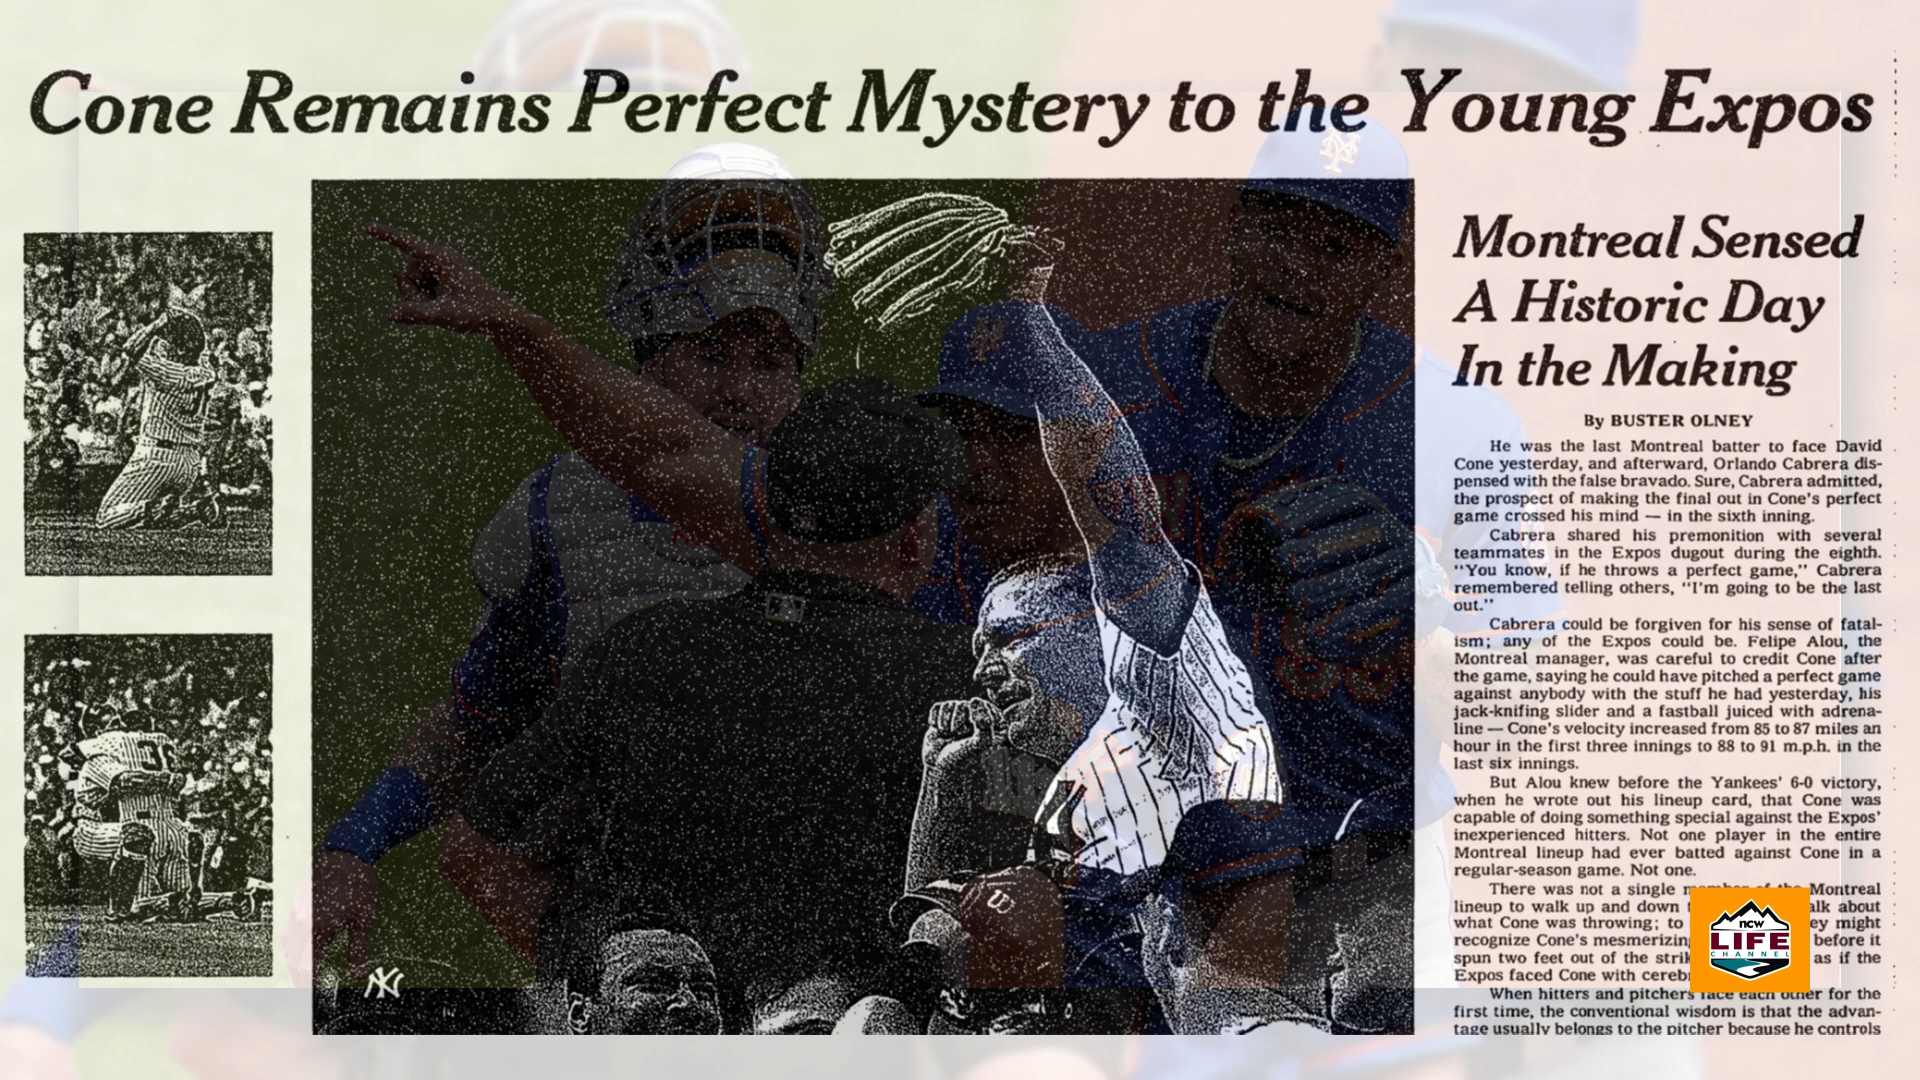 Cone Remains Perfect Mystery to the Young Expos
Montreal Sensed
A Historic Day
In the Making
By BUSTER OLNEY
He was the last Montreal batter to face David
Cone yesterday, and afterward, Orlando Cabrera dis-
pensed with the false bravado. Sure, Cabrera admitted,
the prospect of making the final out in Cone's perfect
game crossed his mind — in the sixth inning.
Cabrera shared his premonition with several
teammates in the Expos dugout during the eighth.
"You know, if he throws a perfect game," Cabrera
remembered telling others, "I'm going to be the last
out."
Cabrera could be forgiven for his sense of fatal-
ism; any of the Expos could be. Felipe Alou, the
Montreal manager, was careful to credit Cone after
the game, saying he could have pitched a perfect game
against anybody with the stuff he had yesterday, his
jack-knifing slider and a fastball juiced with adrena-
line — Cone's velocity increased from 85 to 87 miles an
hour in the first three innings to 88 to 91 m.p.h. in the
last six innings.
But Alou knew before the Yankees' 6-0 victory,
when he wrote out his lineup card, that Cone was
capable of doing something special against the Expos'
inexperienced hitters. Not one player in the entire
Montreal lineup had ever batted against Cone in a
regular-season game. Not one.
There was not a single member of the Montreal
lineup to walk up and down alk about
what Cone was throwing; to ey might
recognize Cone's mesmerizing before it
spun two feet out of the as if the
Expos faced Cone with
When hitters and pitchers face each other for the
first time, the conventional wisdom is that the advan-
tage usually belongs to the pitcher because he controls
ncw
LIFE
CHANNEL
NY